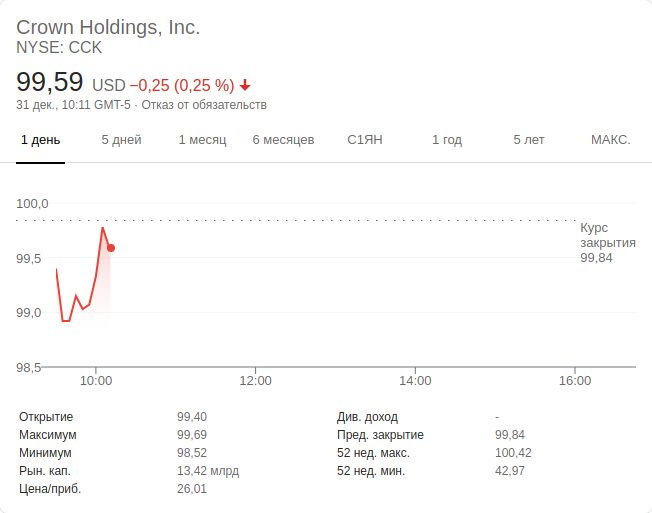 Crown Holdings, Inc.
NYSE: CCK
99,59 USD −0,25 (0,25 %)
31 дек., 10:11 GMT-5 · Отказ от обязательств
1 день 5 дней 1 месяц 6 месяцев С1ЯН 1 год 5 лет МАКС.
100,0
99,5
99,0
98,5
Курс
закрытия
99,84
10:00 12:00 14:00 16:00
Открытие 99,40
Максимум 99,69
Минимум 98,52
Рын. кап. 13,42 млрд
Цена/приб. 26,01
Див. доход -
Пред. закрытие 99,84
52 нед. макс. 100,42
52 нед. мин. 42,97